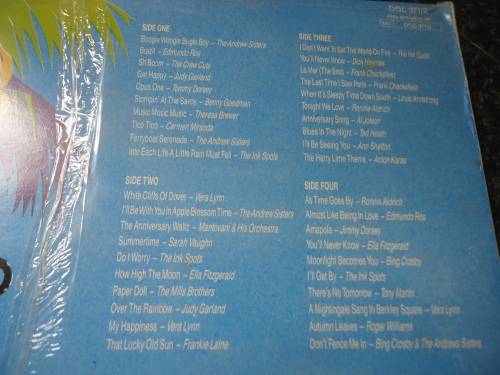 SIDE ONE
Boogie Woogie Bugle Boy – The Andrew Sisters
Brazil – Edmundo Ros
Sh Boom – The Crew Cuts
Get Happy – Judy Garland
Opus One – Tommy Dorsey
Stompin' At The Savoy – Benny Goodman
Music Music Music – Theresa Brewer
Tico Tico – Carmen Miranda
Ferryboat Serenade – The Andrew Sisters
Into Each Life A Little Rain Must Fall – The Ink Spots
SIDE TWO
White Cliffs Of Doves – Vera Lynn
I'll Be With You In Apple Blossom Time – The Andrew Sisters
The Anniversary Waltz – Mantovani & His Orchestra
Summertime – Sarah Vaughn
Do I Worry – The Ink Spots
How High The Moon – Ella Fitzgerald
Paper Doll – The Mills Brothers
Over The Rainbow – Judy Garland
My Happiness – Vera Lynn
That Lucky Old Sun – Frankie Laine
SIDE THREE
I Don't Want To Set The World On Fire – The Ink Spots
You'll Never Know – Dick Haymes
La Mer (The Sea) – Frank Chacksfield
The Last Time I Saw Paris – Frank Chacksfield
When It's Sleepy Time Down South – Louis Armstrong
Tonight We Love – Ronnie Aldrich
Anniversary Song – Al Jolson
Blues In The Night – Ted Heath
I'll Be Seeing You – Ann Shelton
The Harry Lime Theme – Anton Karas
SIDE FOUR
As Time Goes By – Ronnie Aldrich
Almost Like Being In Love – Edmundo Ros
Amapola – Jimmy Dorsey
You'll Never Know – Ella Fitzgerald
Moonlight Becomes You – Bing Crosby
I'll Get By – The Ink Spots
There's No Tomorrow – Tony Martin
A Nightingale Sang In Berkley Square – Vera Lynn
Autumn Leaves – Roger Williams
Don't Fence Me In – Bing Crosby & The Andrews Sisters